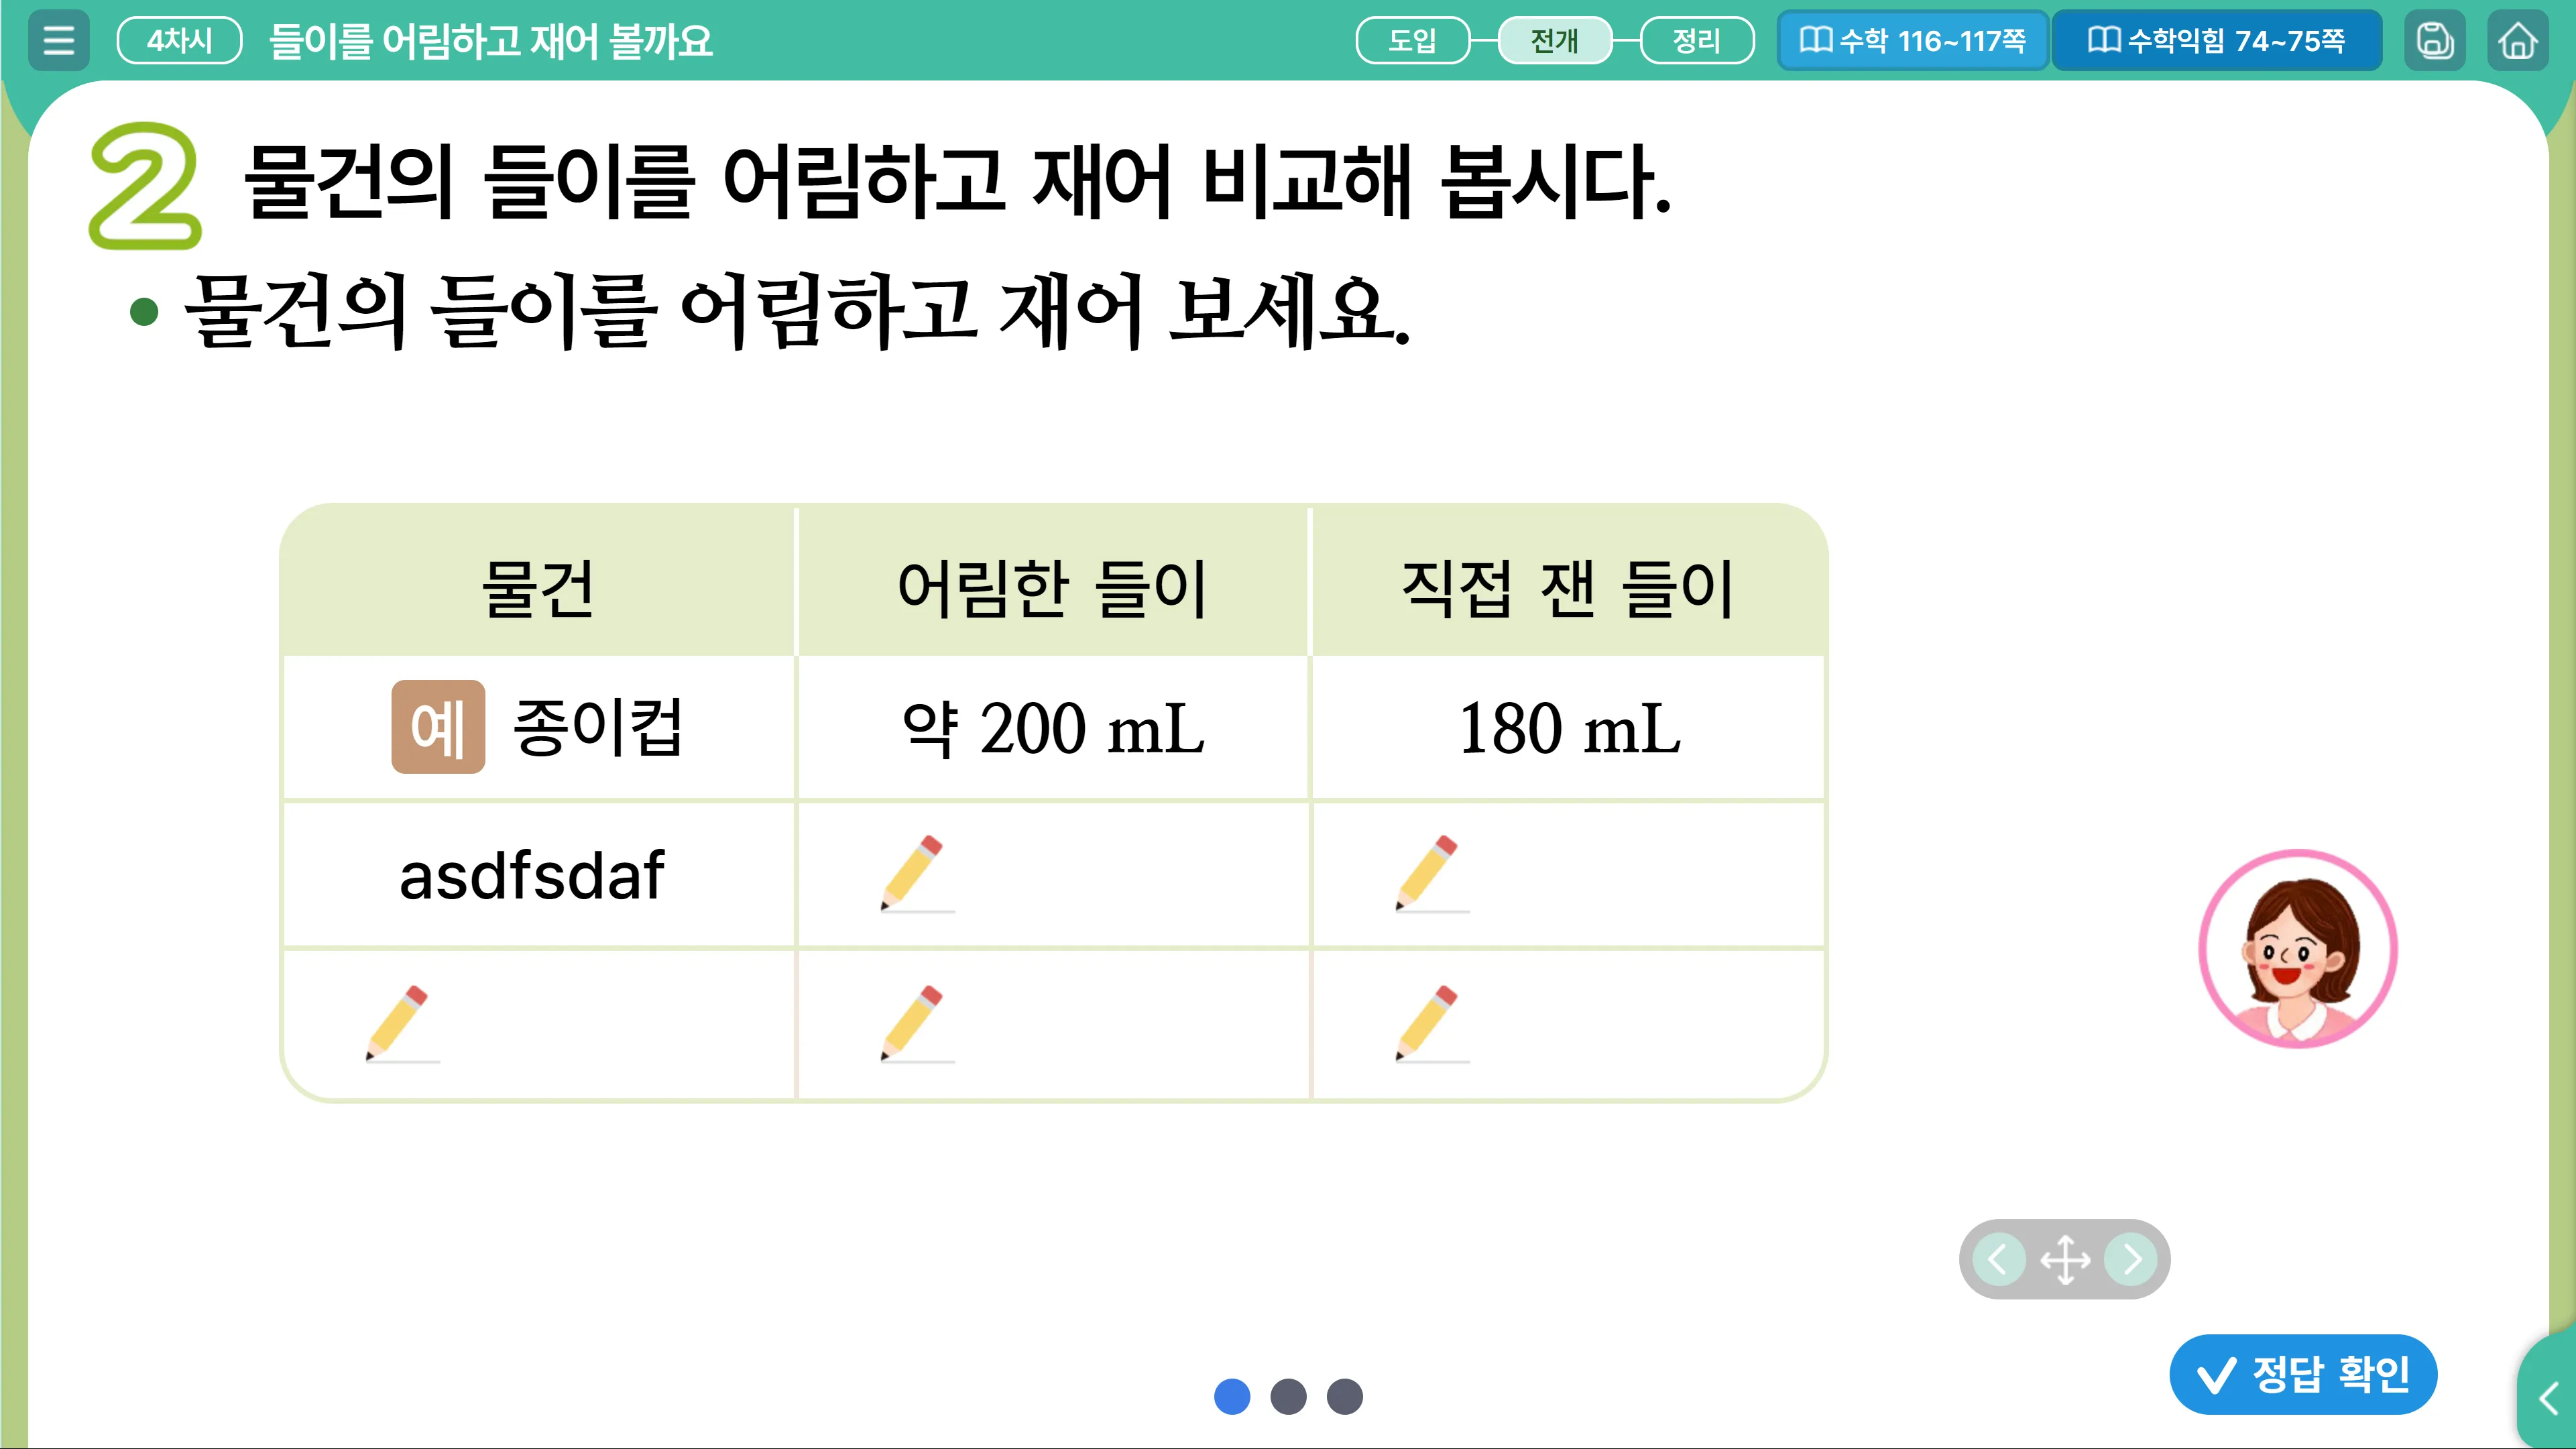 4차시 들이를 어림하고 재어 볼까요 도입 전개 정리 수학 116~117쪽 수학익힘 74~75쪽
2 물건의 들이를 어림하고 재어 비교해 봅시다.
• 물건의 들이를 어림하고 재어 보세요.
물건 어림한 들이 직접 잰 들이
예 종이컵 약 200 mL 180 mL
asdfsdaf
정답 확인